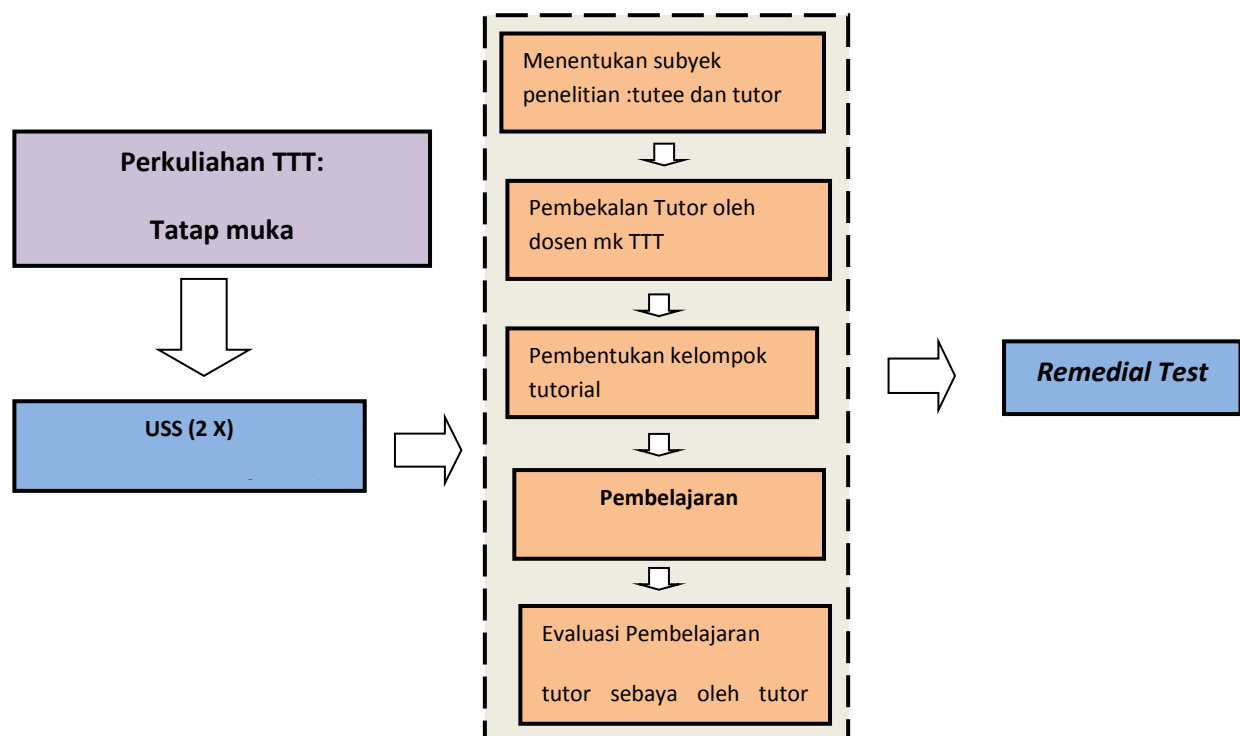 Perkuliahan TTT:
Tatap muka
USS (2 X)
Menentukan subyek
penelitian :tutee dan tutor
Pembekalan Tutor oleh
dosen mk TTT
Pembentukan kelompok
tutorial
Pembelajaran
Evaluasi Pembelajaran
tutor sebaya oleh tutor
Remedial Test